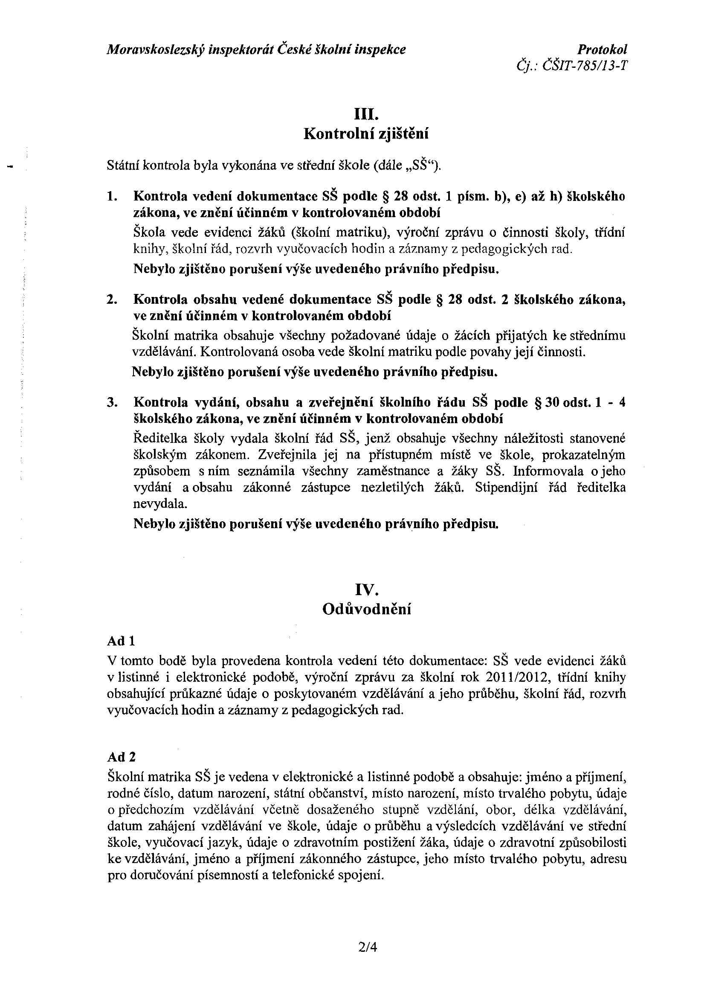 Moravskoslezský inspektorát České školní inspekce Protokol
Čj.: ČŠIT-785/13-T
III.
Kontrolní zjištění
Státní kontrola byla vykonána ve střední škole (dále „SŠ“).
1. Kontrola vedení dokumentace SŠ podle § 28 odst. 1 písm. b), e) až h) školského
zákona, ve znění účinném v kontrolovaném období
Škola vede evidenci žáků (školní matriku), výroční zprávu o činnosti školy, třídní
knihy, školní řád, rozvrh vyučovacích hodin a záznamy z pedagogických rad.
Nebylo zjištěno porušení výše uvedeného právního předpisu.
2. Kontrola obsahu vedené dokumentace SŠ podle § 28 odst. 2 školského zákona,
ve znění účinném v kontrolovaném období
Školní matrika obsahuje všechny požadované údaje o žácích přijatých ke střednímu
vzdělávání. Kontrolovaná osoba vede školní matriku podle povahy její činnosti.
Nebylo zjištěno porušení výše uvedeného právního předpisu.
3. Kontrola vydání, obsahu a zveřejnění školního řádu SŠ podle § 30 odst. 1 - 4
školského zákona, ve znění účinném v kontrolovaném období
Ředitelka školy vydala školní řád SŠ, jenž obsahuje všechny náležitosti stanovené
školským zákonem. Zveřejnila jej na přístupném místě ve škole, prokazatelným
způsobem s ním seznámila všechny zaměstnance a žáky SŠ. Informovala o jeho
vydání a obsahu zákonné zástupce nezletilých žáků. Stipendijní řád ředitelka
nevydala.
Nebylo zjištěno porušení výše uvedeného právního předpisu.
IV.
Odůvodnění
Ad 1
V tomto bodě byla provedena kontrola vedení této dokumentace: SŠ vede evidenci žáků
v listinné i elektronické podobě, výroční zprávu za školní rok 2011/2012, třídní knihy
obsahující průkazné údaje o poskytovaném vzdělávání a jeho průběhu, školní řád, rozvrh
vyučovacích hodin a záznamy z pedagogických rad.
Ad 2
Školní matrika SŠ je vedena v elektronické a listinné podobě a obsahuje: jméno a příjmení,
rodné číslo, datum narození, státní občanství, místo narození, místo trvalého pobytu, údaje
o předchozím vzdělávání včetně dosaženého stupně vzdělání, obor, délka vzdělávání,
datum zahájení vzdělávání ve škole, údaje o průběhu a výsledcích vzdělávání ve střední
škole, vyučovací jazyk, údaje o zdravotním postižení žáka, údaje o zdravotní způsobilosti
ke vzdělávání, jméno a příjmení zákonného zástupce, jeho místo trvalého pobytu, adresu
pro doručování písemností a telefonické spojení.
2/4